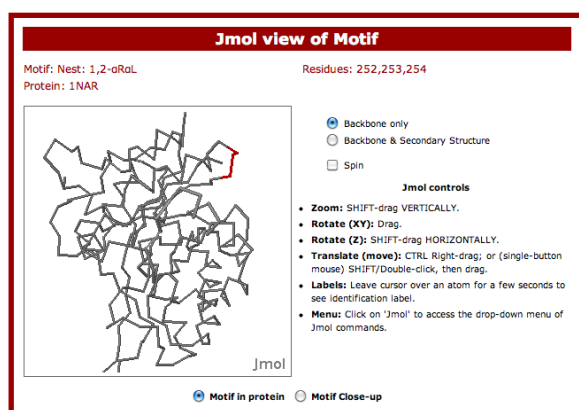 Jmol view of Motif
Motif: Nest: 1,2-αRαL
Residues: 252,253,254
Protein: 1NAR
Backbone only
Backbone & Secondary Structure
Spin
Jmol controls
• Zoom: SHIFT-drag VERTICALLY.
• Rotate (XY): Drag.
• Rotate (Z): SHIFT-drag HORIZONTALLY.
• Translate (move): CTRL Right-drag; or (single-button
mouse) SHIFT/Double-click, then drag.
• Labels: Leave cursor over an atom for a few seconds to
see identification label.
• Menu: Click on 'Jmol' to access the drop-down menu of
Jmol commands.
Jmol
Motif in protein Motif Close-up